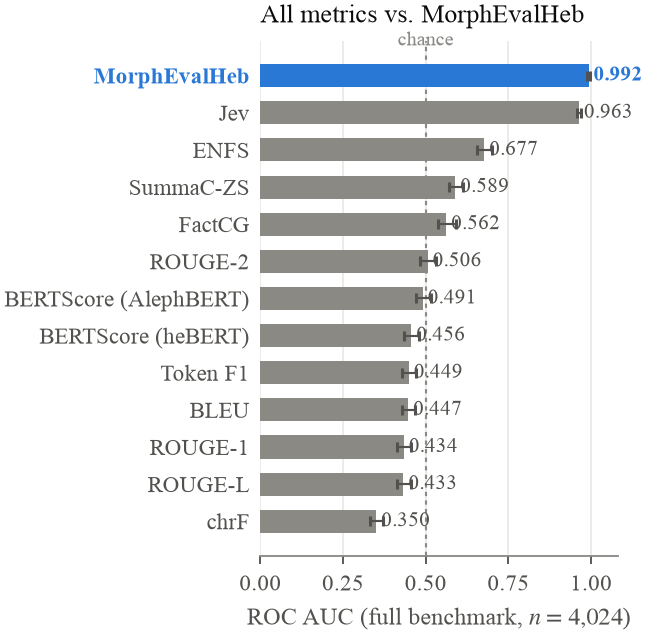 All metrics vs. MorphEvalHeb
chance
MorphEvalHeb 0.992
Jev 0.963
ENFS 0.677
SummaC-ZS 0.589
FactCG 0.562
ROUGE-2 0.506
BERTScore (AlephBERT) 0.491
BERTScore (heBERT) 0.456
Token F1 0.449
BLEU 0.447
ROUGE-1 0.434
ROUGE-L 0.433
chrF 0.350
0.00 0.25 0.50 0.75 1.00
ROC AUC (full benchmark, n = 4,024)